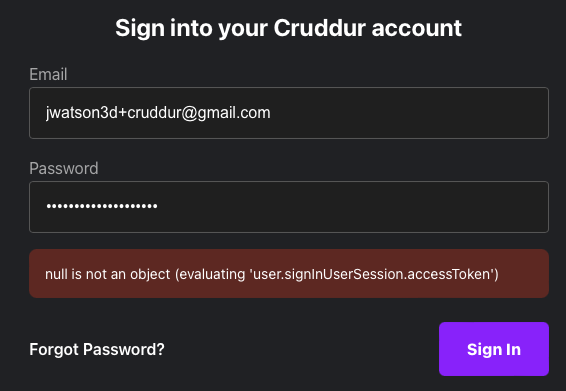 Sign into your Cruddur account
Email
jwatson3d+cruddur@gmail.com
Password
••••••••••••••••••••
null is not an object (evaluating 'user.signInUserSession.accessToken')
Forgot Password?
Sign In